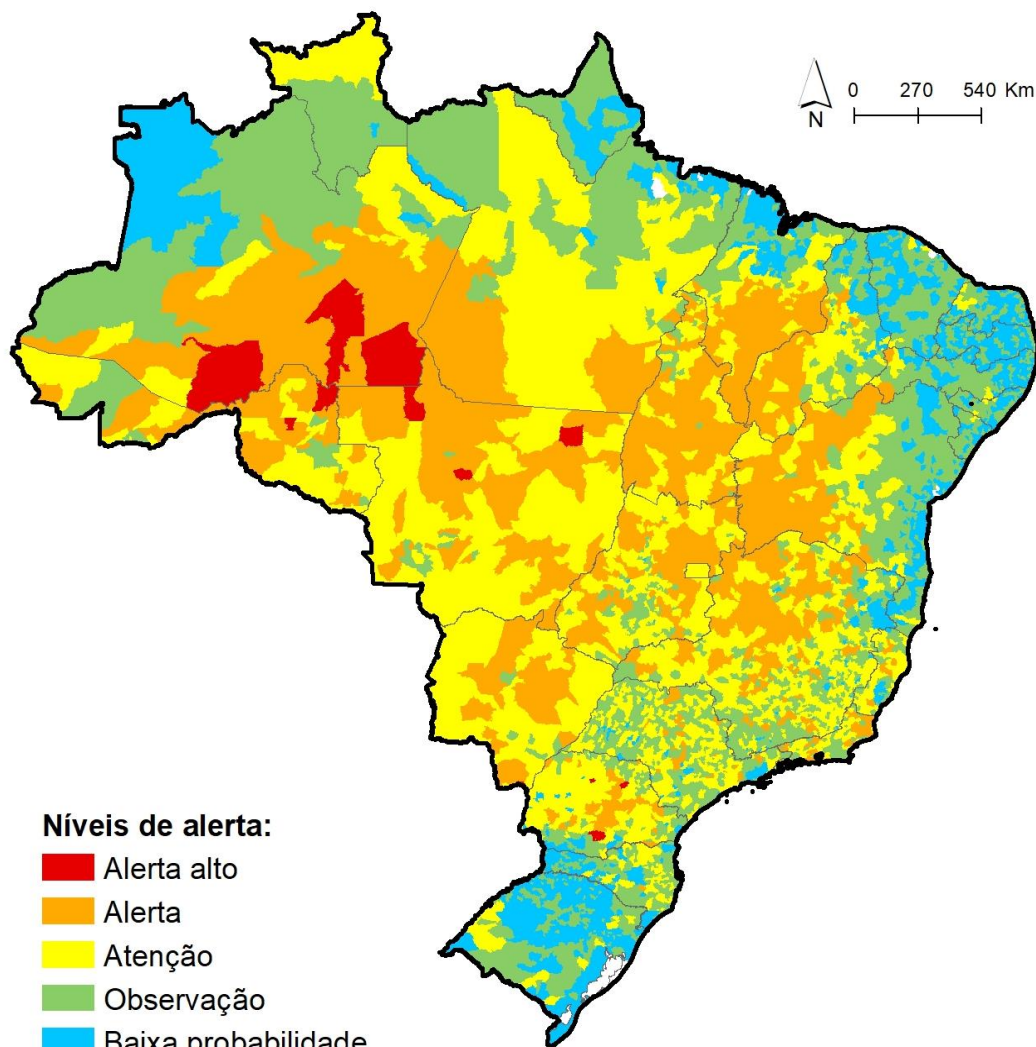 0 270 540 Km
N
Níveis de alerta:
Alerta alto
Alerta
Atenção
Observação
Baixa probabilidade